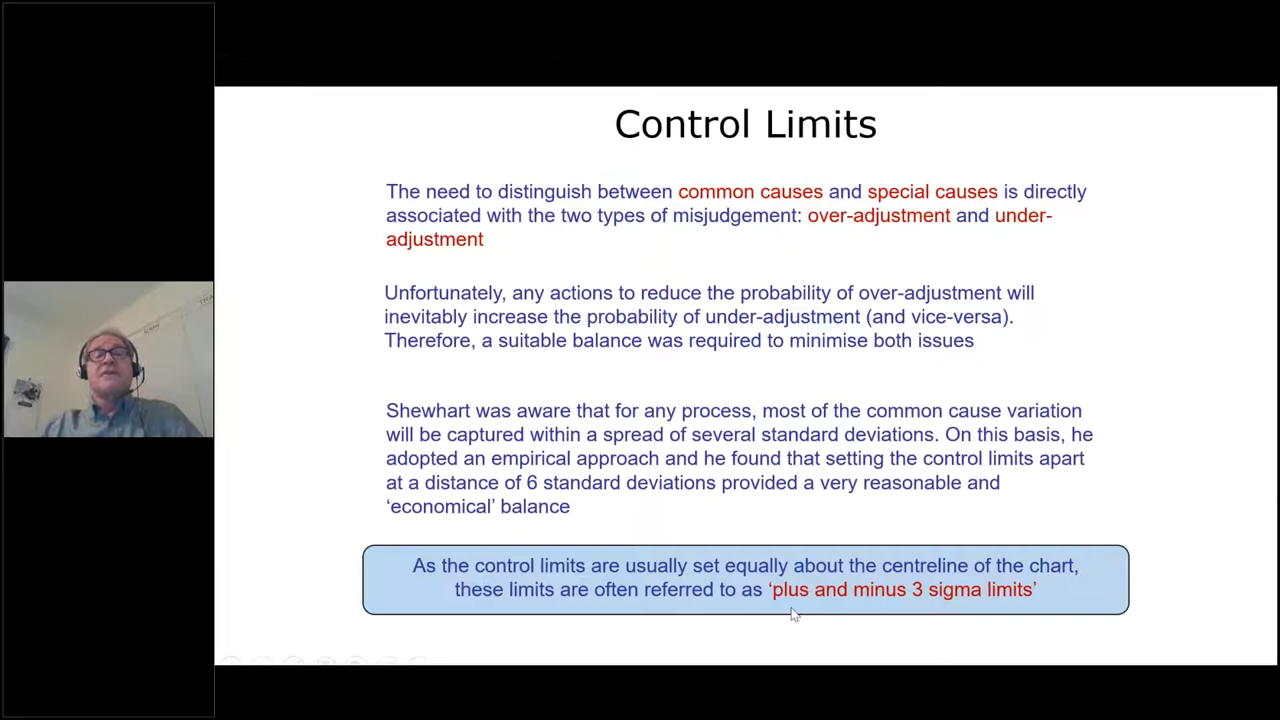 Control Limits
The need to distinguish between common causes and special causes is directly
associated with the two types of misjudgement: over-adjustment and under-
adjustment
Unfortunately, any actions to reduce the probability of over-adjustment will
inevitably increase the probability of under-adjustment (and vice-versa).
Therefore, a suitable balance was required to minimise both issues
Shewhart was aware that for any process, most of the common cause variation
will be captured within a spread of several standard deviations. On this basis, he
adopted an empirical approach and he found that setting the control limits apart
at a distance of 6 standard deviations provided a very reasonable and
‘economical’ balance
As the control limits are usually set equally about the centreline of the chart,
these limits are often referred to as ‘plus and minus 3 sigma limits’